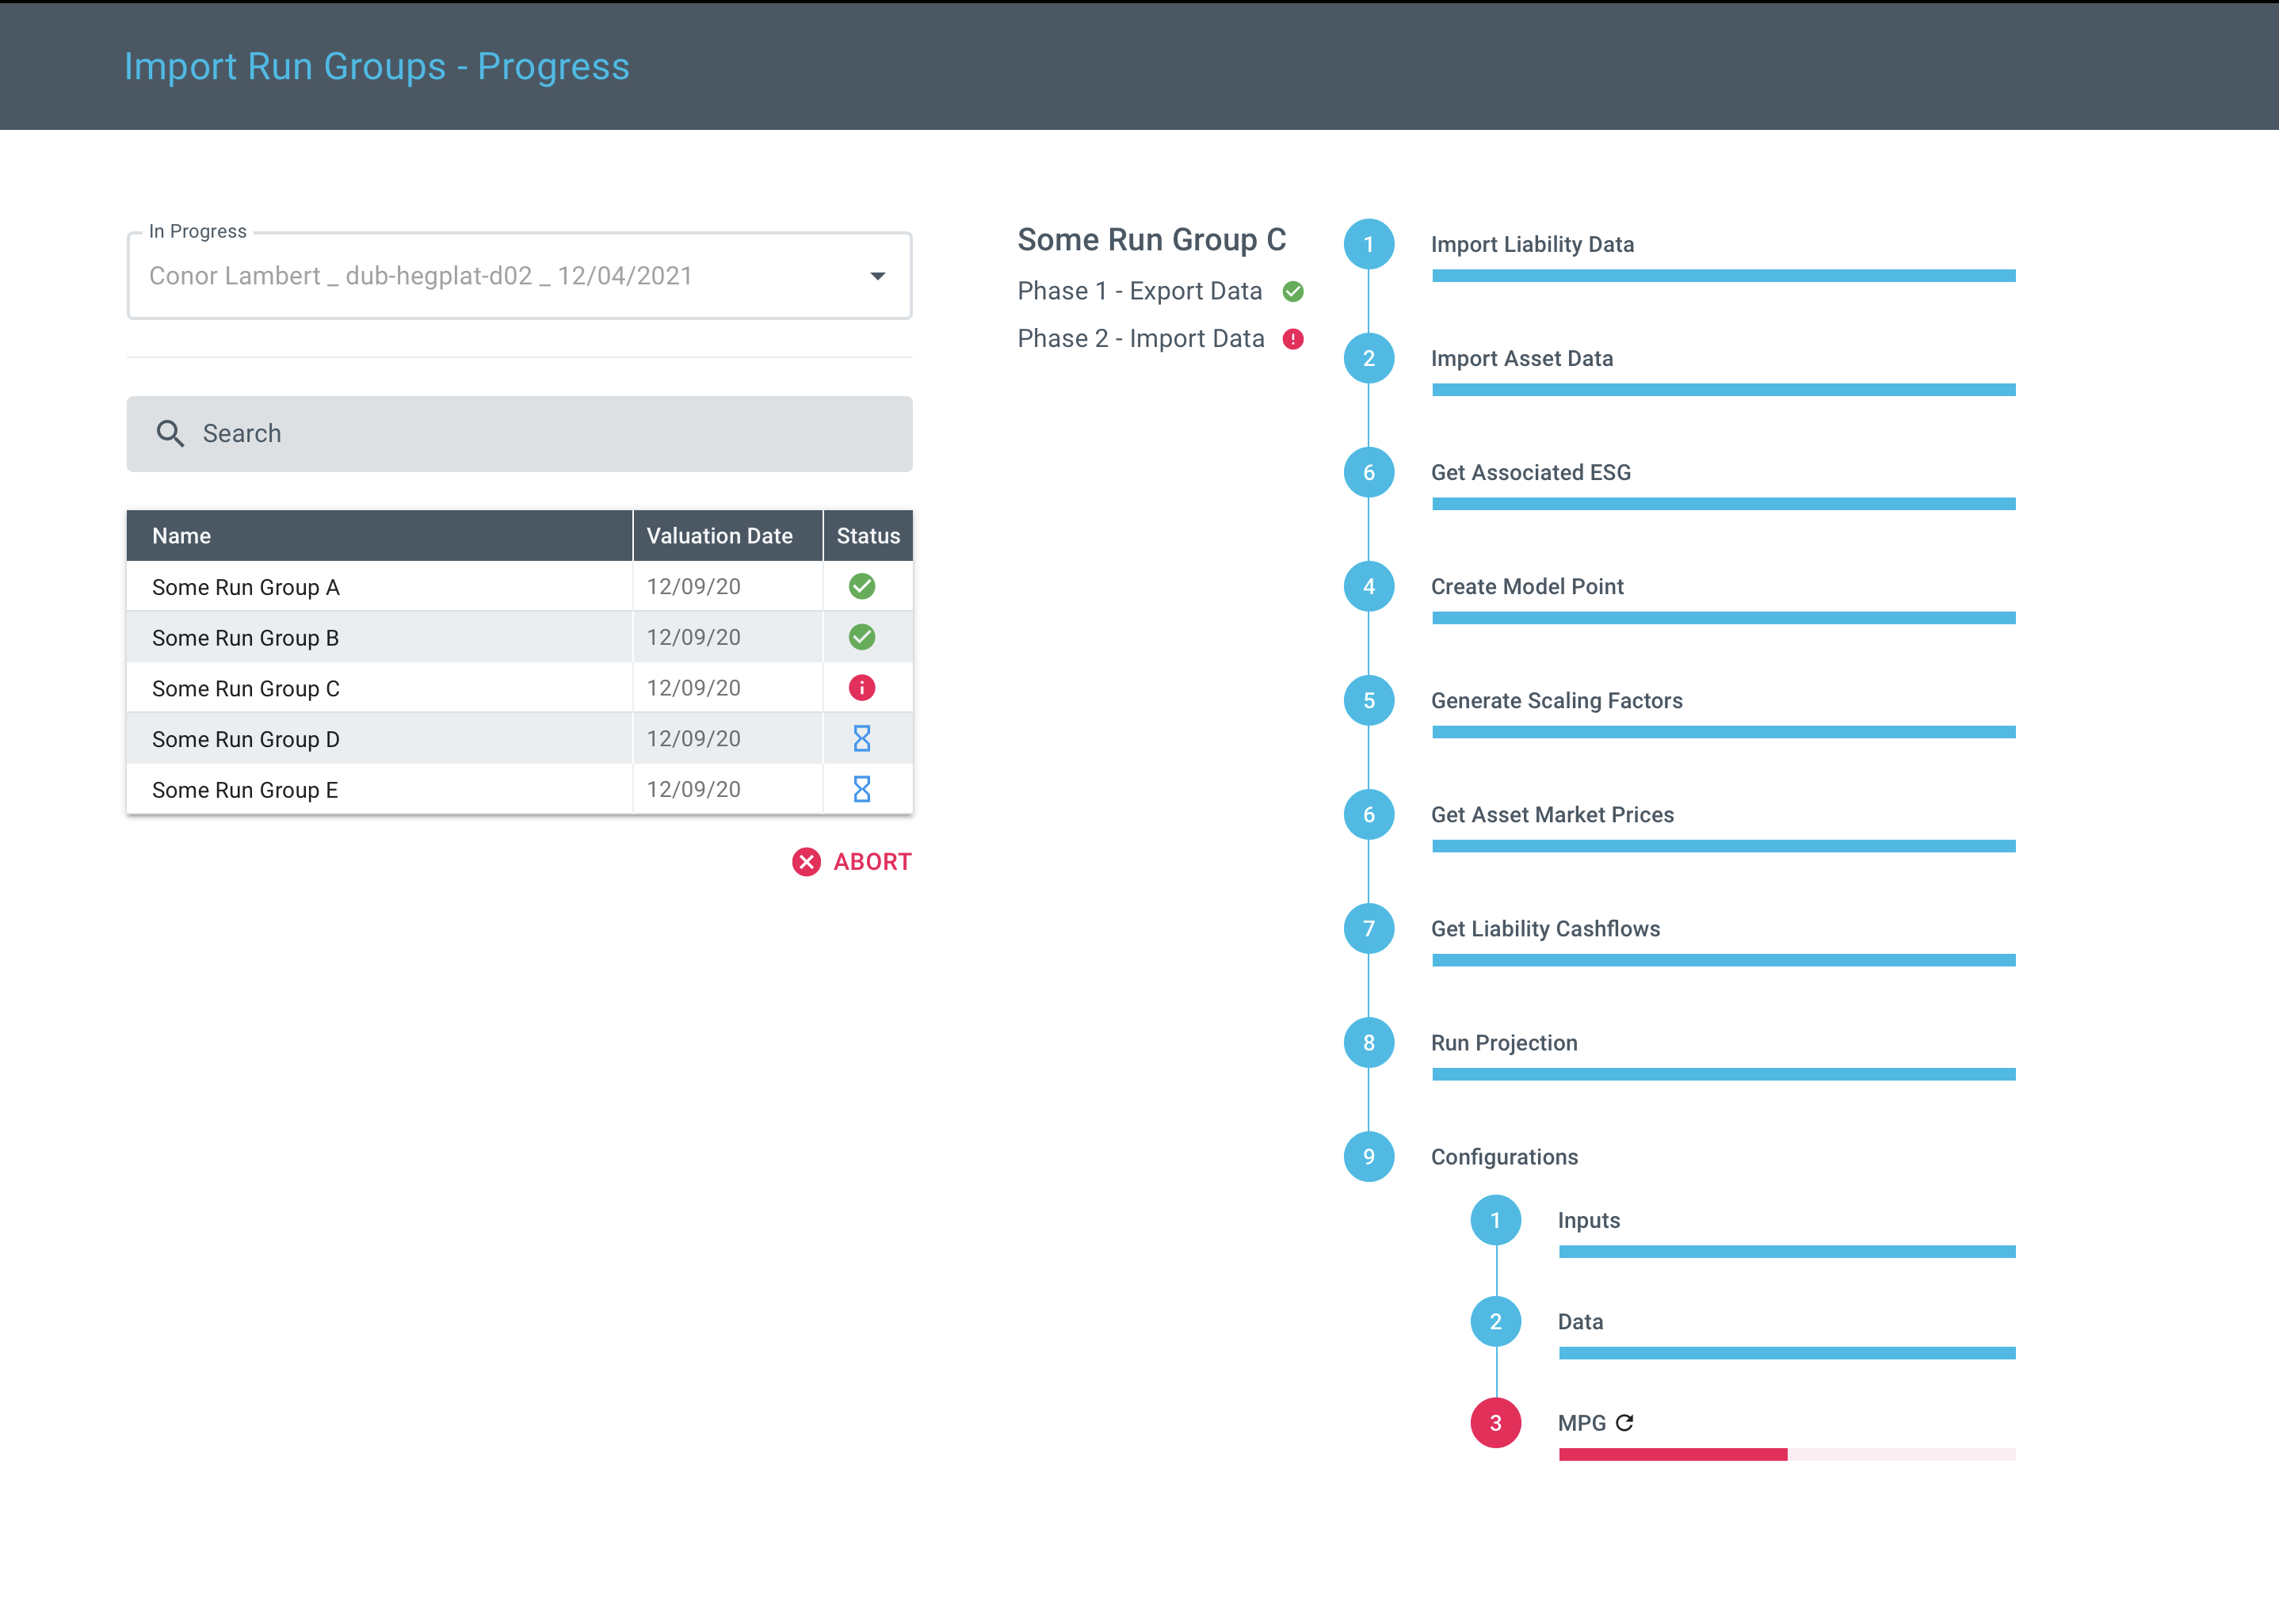 Import Run Groups - Progress
In Progress
Conor Lambert _ dub-hegplat-d02 _ 12/04/2021
Search
Name Valuation Date Status
Some Run Group A 12/09/20
Some Run Group B 12/09/20
Some Run Group C 12/09/20
Some Run Group D 12/09/20
Some Run Group E 12/09/20
ABORT
Some Run Group C
Phase 1 - Export Data
Phase 2 - Import Data
1 Import Liability Data
2 Import Asset Data
6 Get Associated ESG
4 Create Model Point
5 Generate Scaling Factors
6 Get Asset Market Prices
7 Get Liability Cashflows
8 Run Projection
9 Configurations
1 Inputs
2 Data
3 MPG